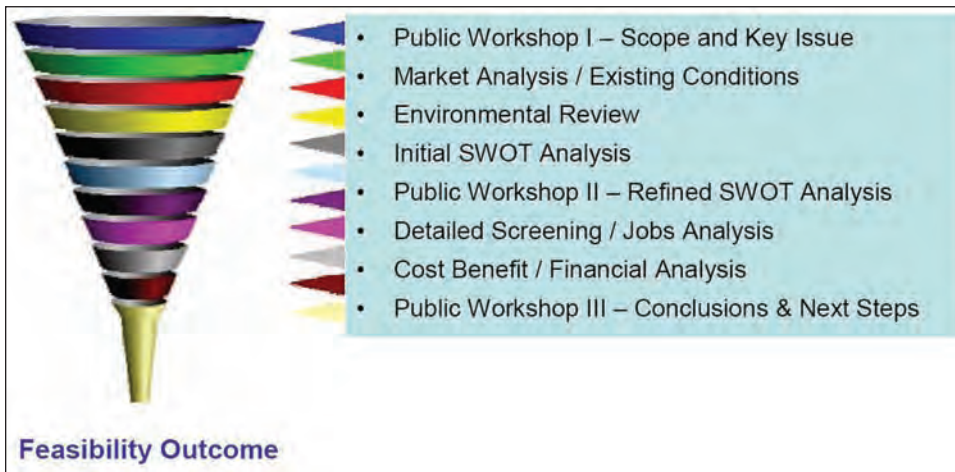 • Public Workshop I – Scope and Key Issue
• Market Analysis / Existing Conditions
• Environmental Review
• Initial SWOT Analysis
• Public Workshop II – Refined SWOT Analysis
• Detailed Screening / Jobs Analysis
• Cost Benefit / Financial Analysis
• Public Workshop III – Conclusions & Next Steps
Feasibility Outcome